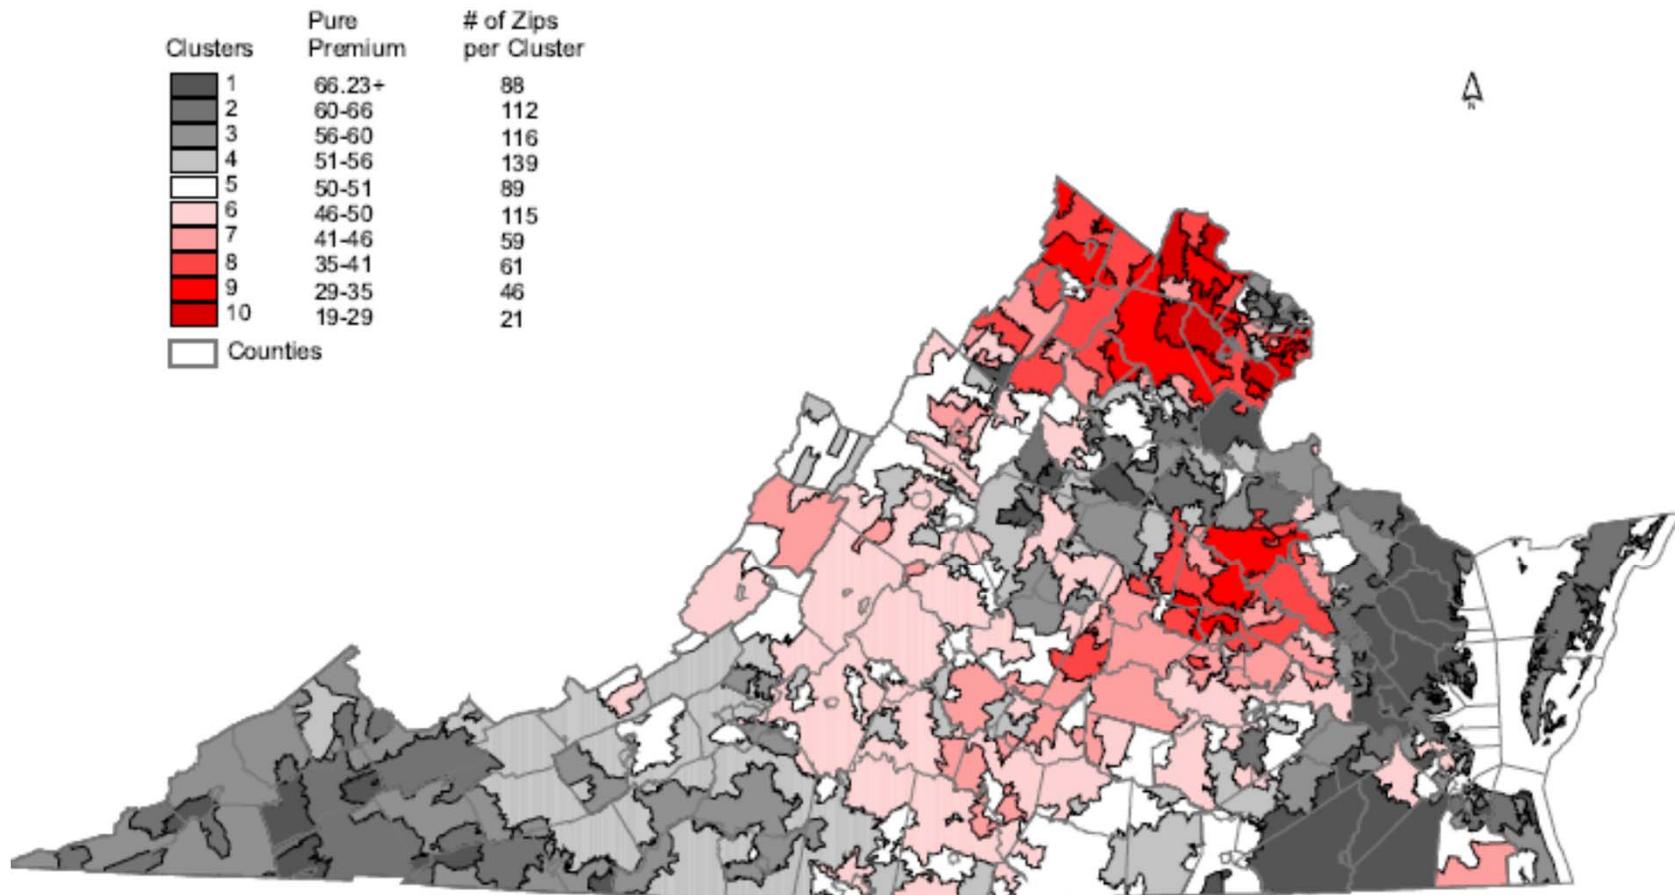 Pure # of Zips
Clusters Premium per Cluster
1 66.23+ 88
2 60-66 112
3 56-60 116
4 51-56 139
5 50-51 89
6 46-50 115
7 41-46 59
8 35-41 61
9 29-35 46
10 19-29 21
Counties
N